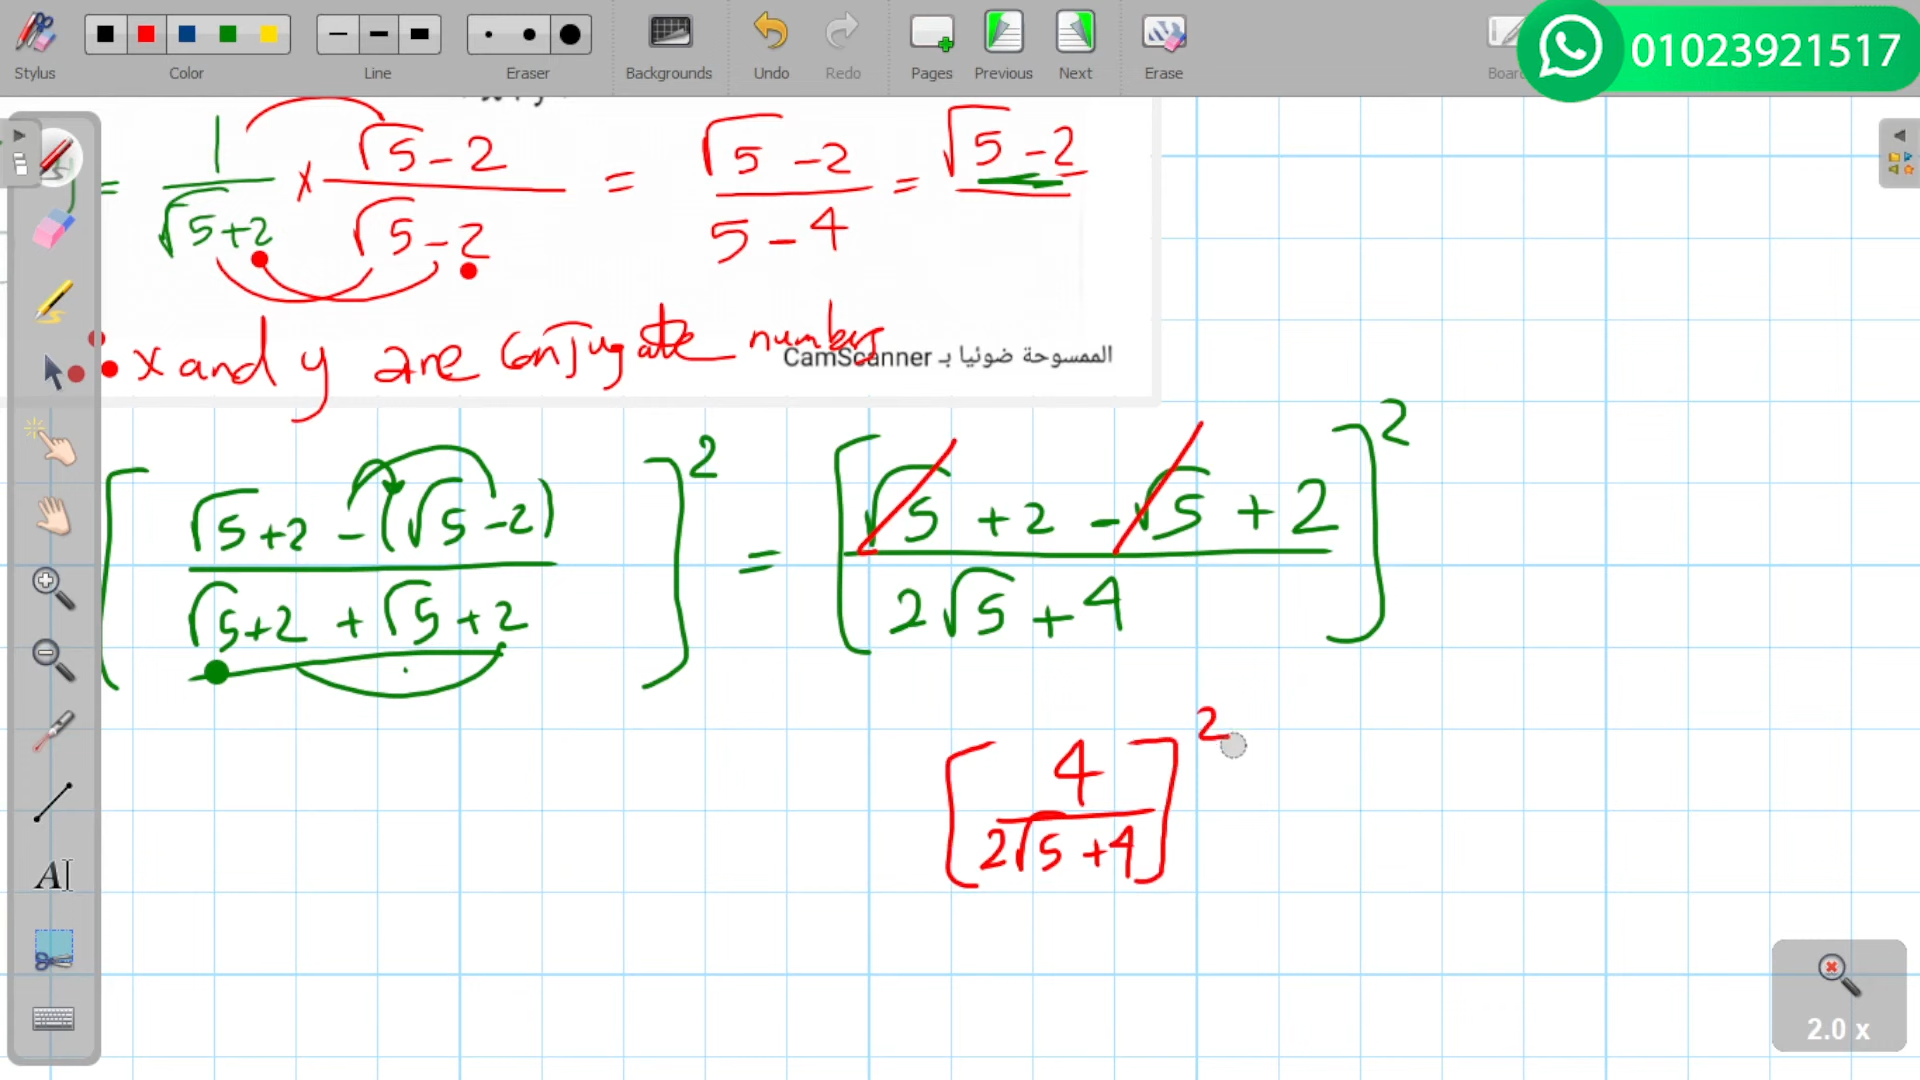 Stylus Color Line Eraser Backgrounds Undo Redo Pages Previous Next Erase
01023921517
= 1/(√5+2) × (√5-2)/(√5-2) = (√5-2)/(5-4) = √5-2
x and y are conjugate numbers
الممسوحة ضوئيا بـ CamScanner
[(√5+2-(√5-2))/(√5+2+√5+2)]² = [(√5+2-√5+2)/(2√5+4)]²
[4/(2√5+4)]²
AI
2.0 x